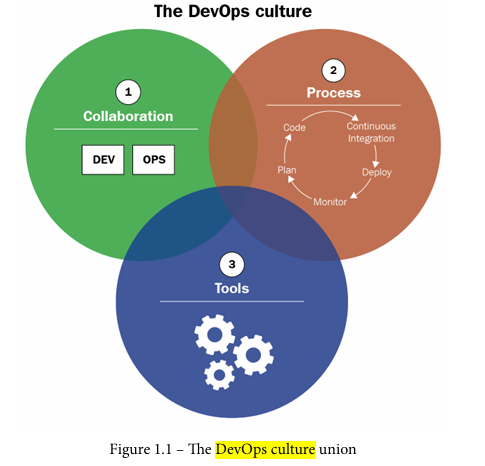 The DevOps culture
1
Collaboration
DEV
OPS
2
Process
Code
Continuous
Integration
Plan
Deploy
Monitor
3
Tools
Figure 1.1 – The DevOps culture union